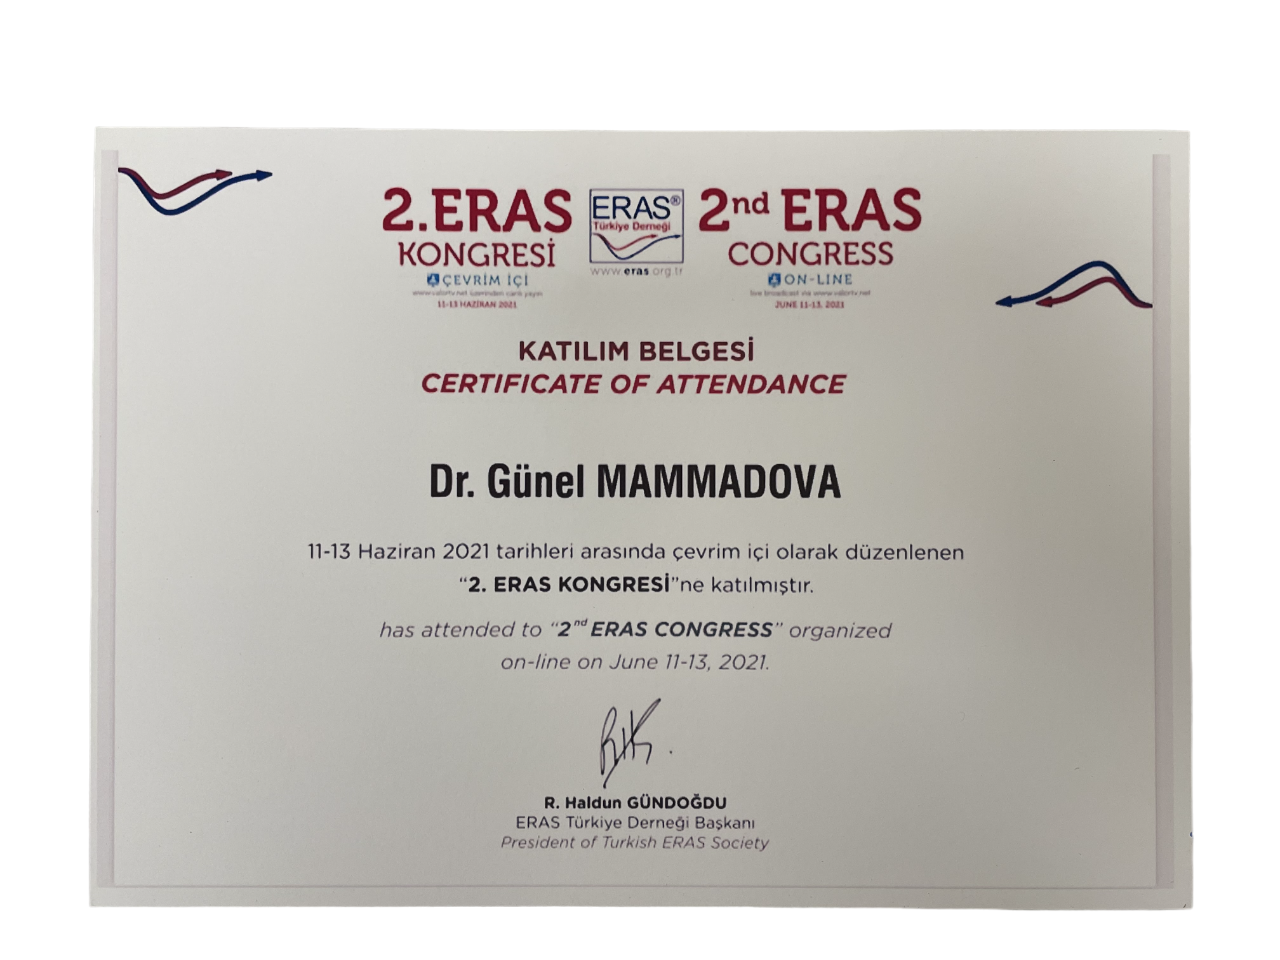 2.ERAS
KONGRESİ
ÇEVRİM İÇİ
www.valortv.net üzerinden canlı yayın
11-13 HAZİRAN 2021
ERAS®
Türkiye Derneği
www.eras.org.tr
2nd ERAS
CONGRESS
ON-LINE
live broadcast via www.valortv.net
JUNE 11-13, 2021
KATILIM BELGESİ
CERTIFICATE OF ATTENDANCE
Dr. Günel MAMMADOVA
11-13 Haziran 2021 tarihleri arasında çevrim içi olarak düzenlenen
“2. ERAS KONGRESİ”ne katılmıştır.
has attended to “2nd ERAS CONGRESS” organized
on-line on June 11-13, 2021.
R. Haldun GÜNDOĞDU
ERAS Türkiye Derneği Başkanı
President of Turkish ERAS Society